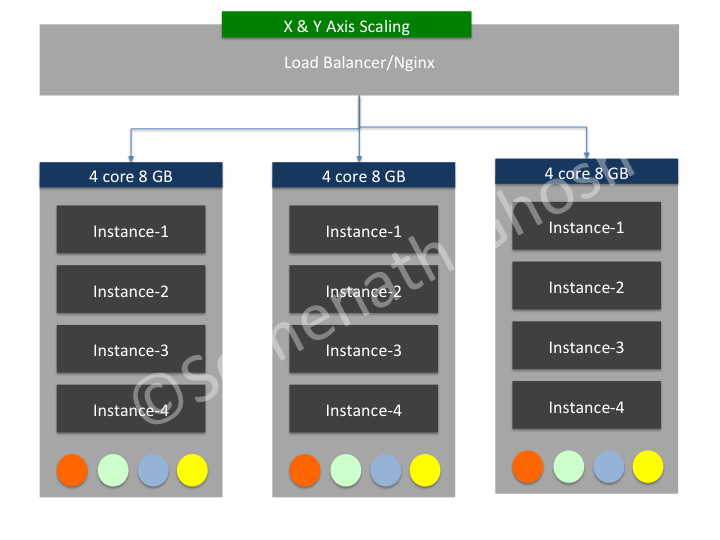 X & Y Axis Scaling
Load Balancer/Nginx
4 core 8 GB
Instance-1
Instance-2
Instance-3
Instance-4
4 core 8 GB
Instance-1
Instance-2
Instance-3
Instance-4
4 core 8 GB
Instance-1
Instance-2
Instance-3
Instance-4
©Somenath Ghosh